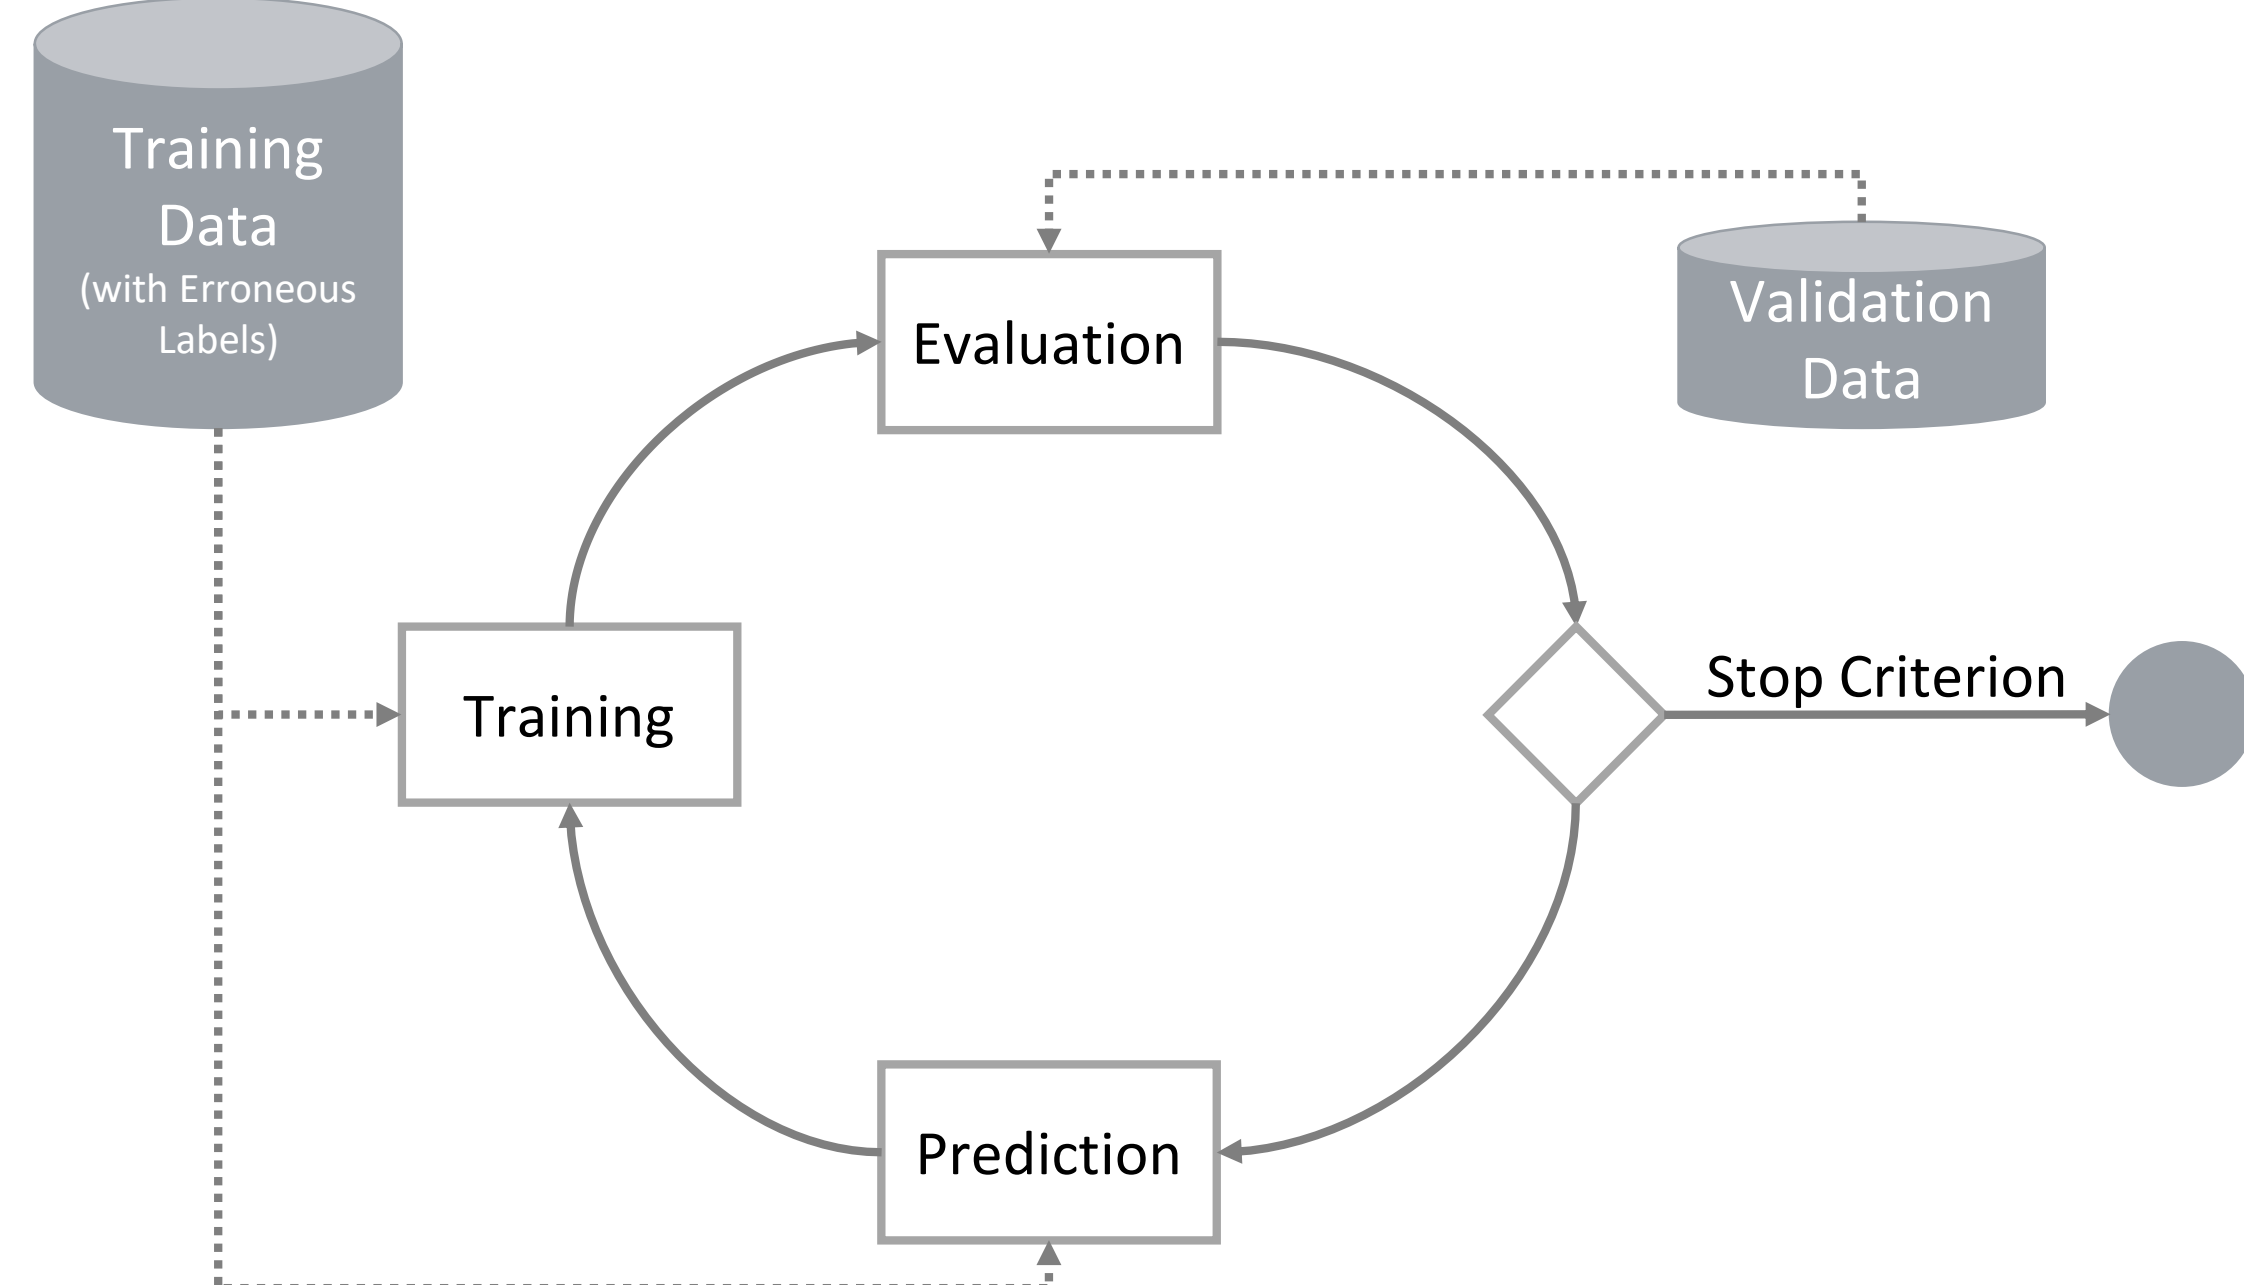 Training
Data
(with Erroneous
Labels)
Validation
Data
Evaluation
Stop Criterion
Training
Prediction